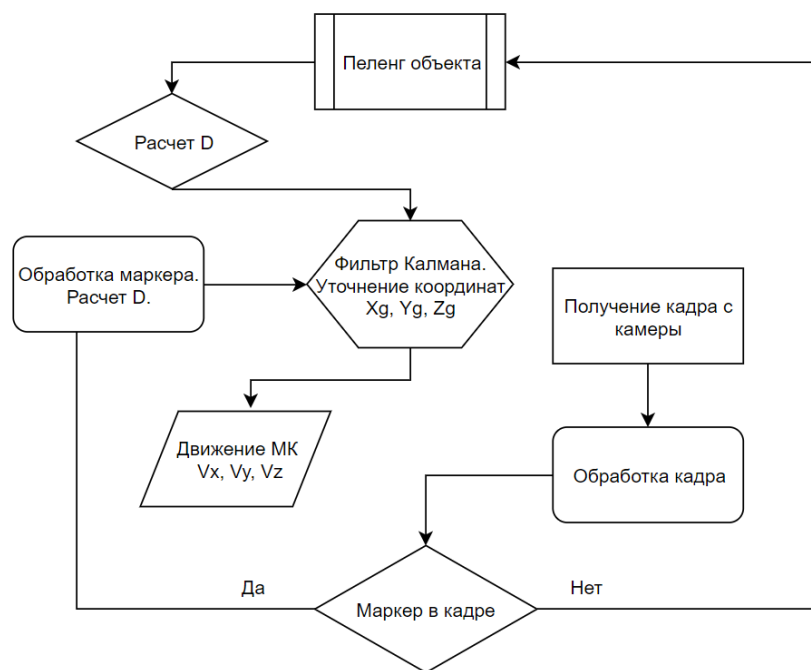 Пеленг объекта
Расчет D
Обработка маркера.
Расчет D.
Фильтр Калмана.
Уточнение координат
Xg, Yg, Zg
Получение кадра с
камеры
Движение МК
Vx, Vy, Vz
Обработка кадра
Да
Маркер в кадре
Нет